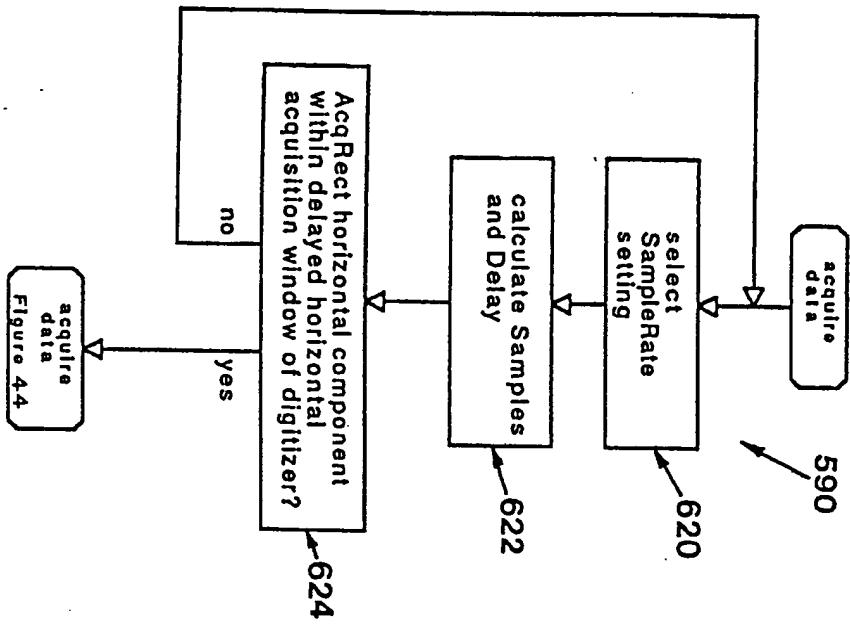 acquire
data
590
select
SampleRate
setting
620
calculate Samples
and Delay
622
AcqRect horizontal component
within delayed horizontal
acquisition window of digitizer?
624
no
yes
acquire
data
Figure 4.4